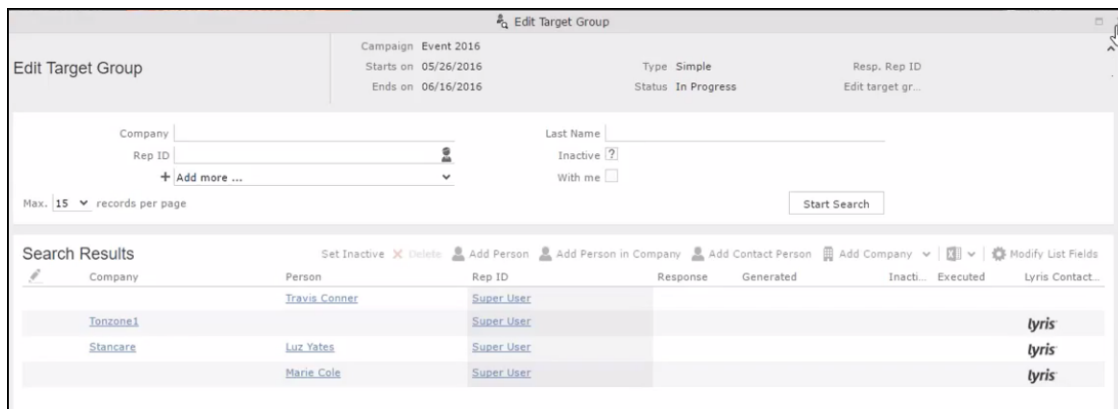 Edit Target Group
Campaign Event 2016
Edit Target Group
Starts on 05/26/2016 Type Simple Resp. Rep ID
Ends on 06/16/2016 Status In Progress Edit target gr...
Company Last Name
Rep ID Inactive ?
+ Add more ... With me
Max. 15 records per page Start Search
Search Results Set Inactive Delete Add Person Add Person in Company Add Contact Person Add Company Modify List Fields
Company Person Rep ID Response Generated Inacti... Executed Lyris Contact...
Travis Conner Super User
Tonzone1 Super User lyris
Stancare Luz Yates Super User lyris
Marie Cole Super User lyris